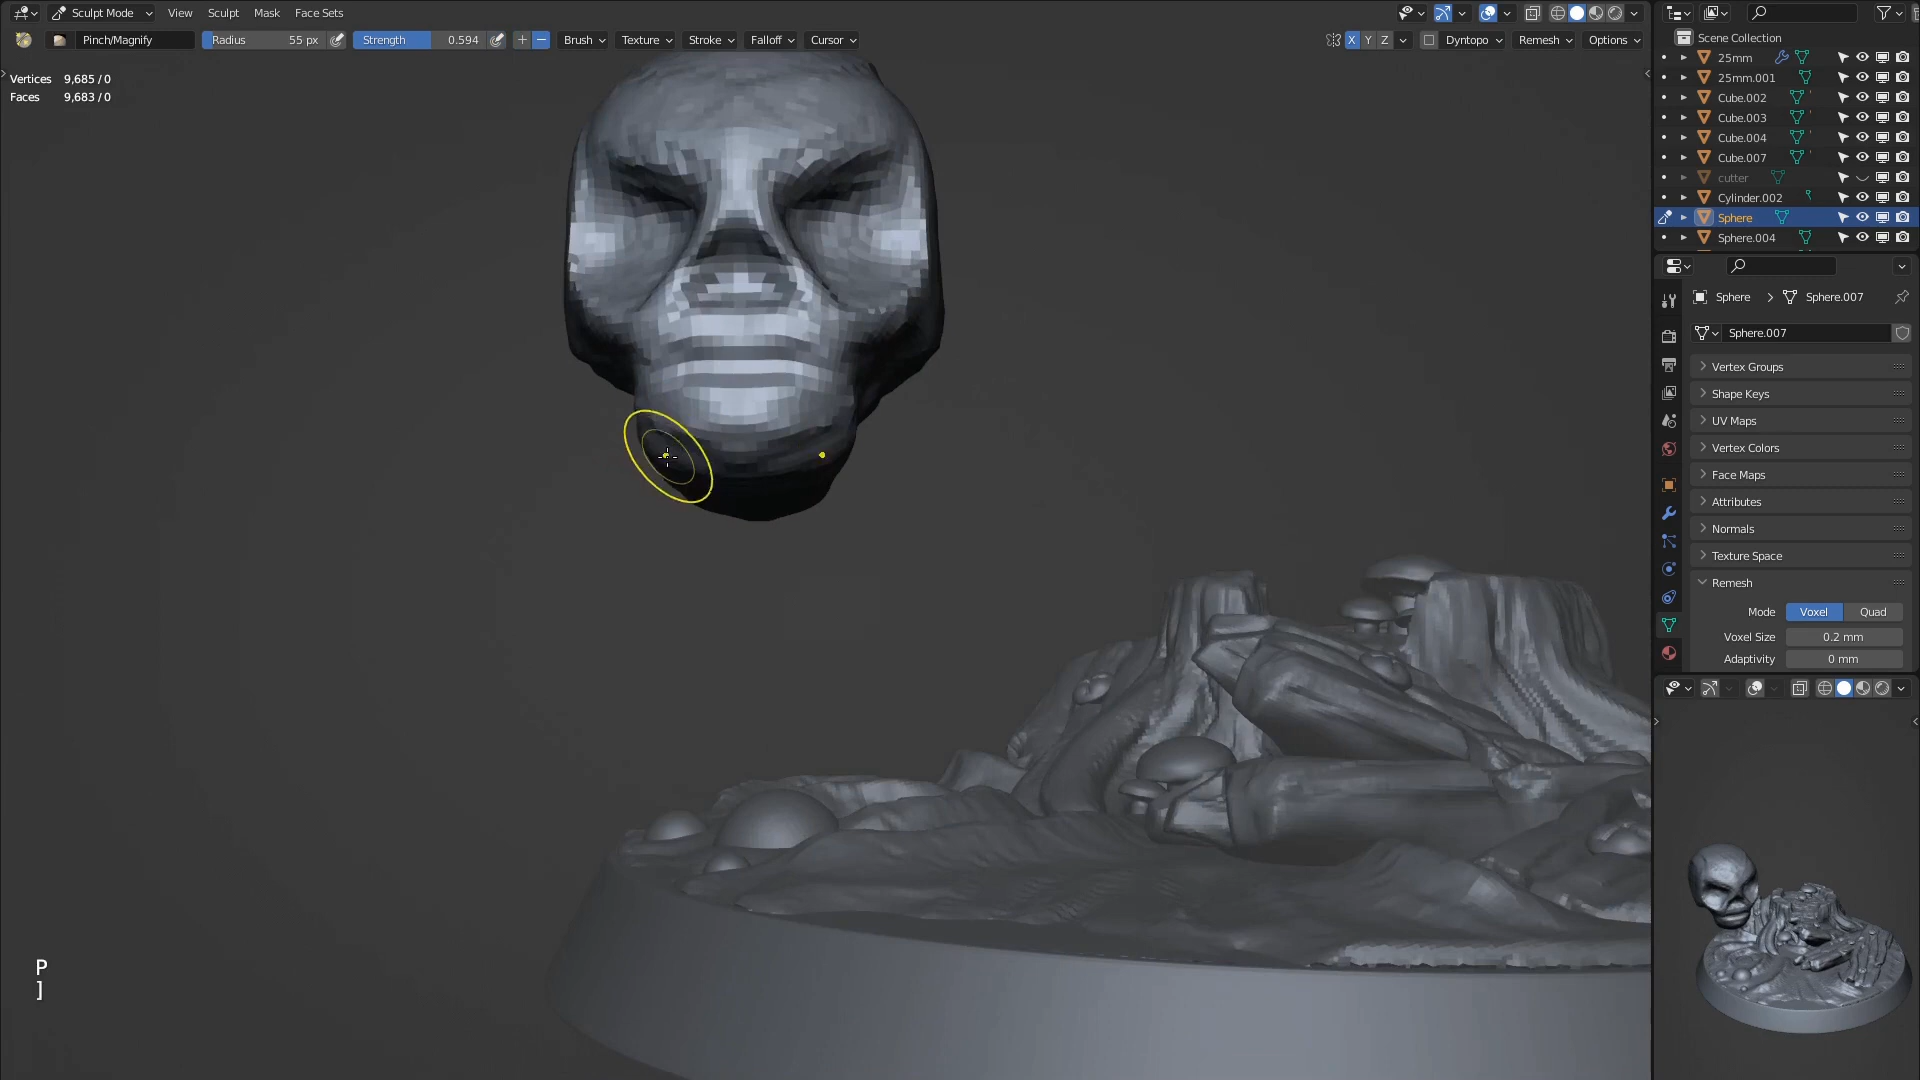 Sculpt Mode View Sculpt Mask Face Sets
Pinch/Magnify Radius 55 px Strength 0.594 Brush Texture Stroke Falloff Cursor X Y Z Dyntopo Remesh Options
Vertices 9,685 / 0
Faces 9,683 / 0
P
]
Scene Collection
25mm
25mm.001
Cube.002
Cube.003
Cube.004
Cube.007
cutter
Cylinder.002
Sphere
Sphere.004
Sphere > Sphere.007
Sphere.007
Vertex Groups
Shape Keys
UV Maps
Vertex Colors
Face Maps
Attributes
Normals
Texture Space
Remesh
Mode Voxel Quad
Voxel Size 0.2 mm
Adaptivity 0 mm